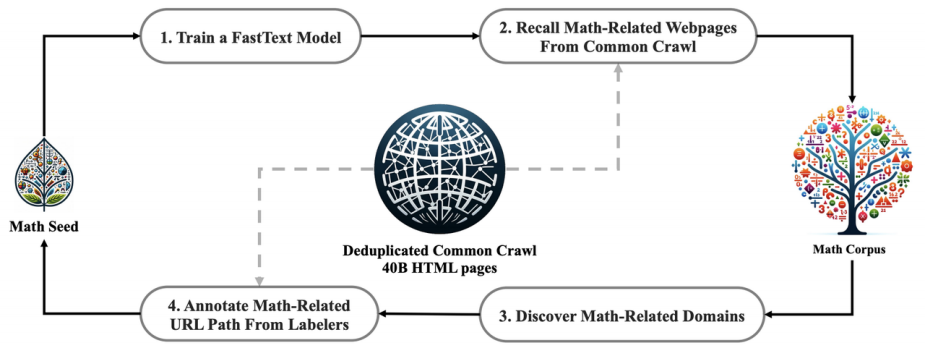 1. Train a FastText Model
2. Recall Math-Related Webpages
From Common Crawl
Math Seed
Deduplicated Common Crawl
40B HTML pages
Math Corpus
4. Annotate Math-Related
URL Path From Labelers
3. Discover Math-Related Domains